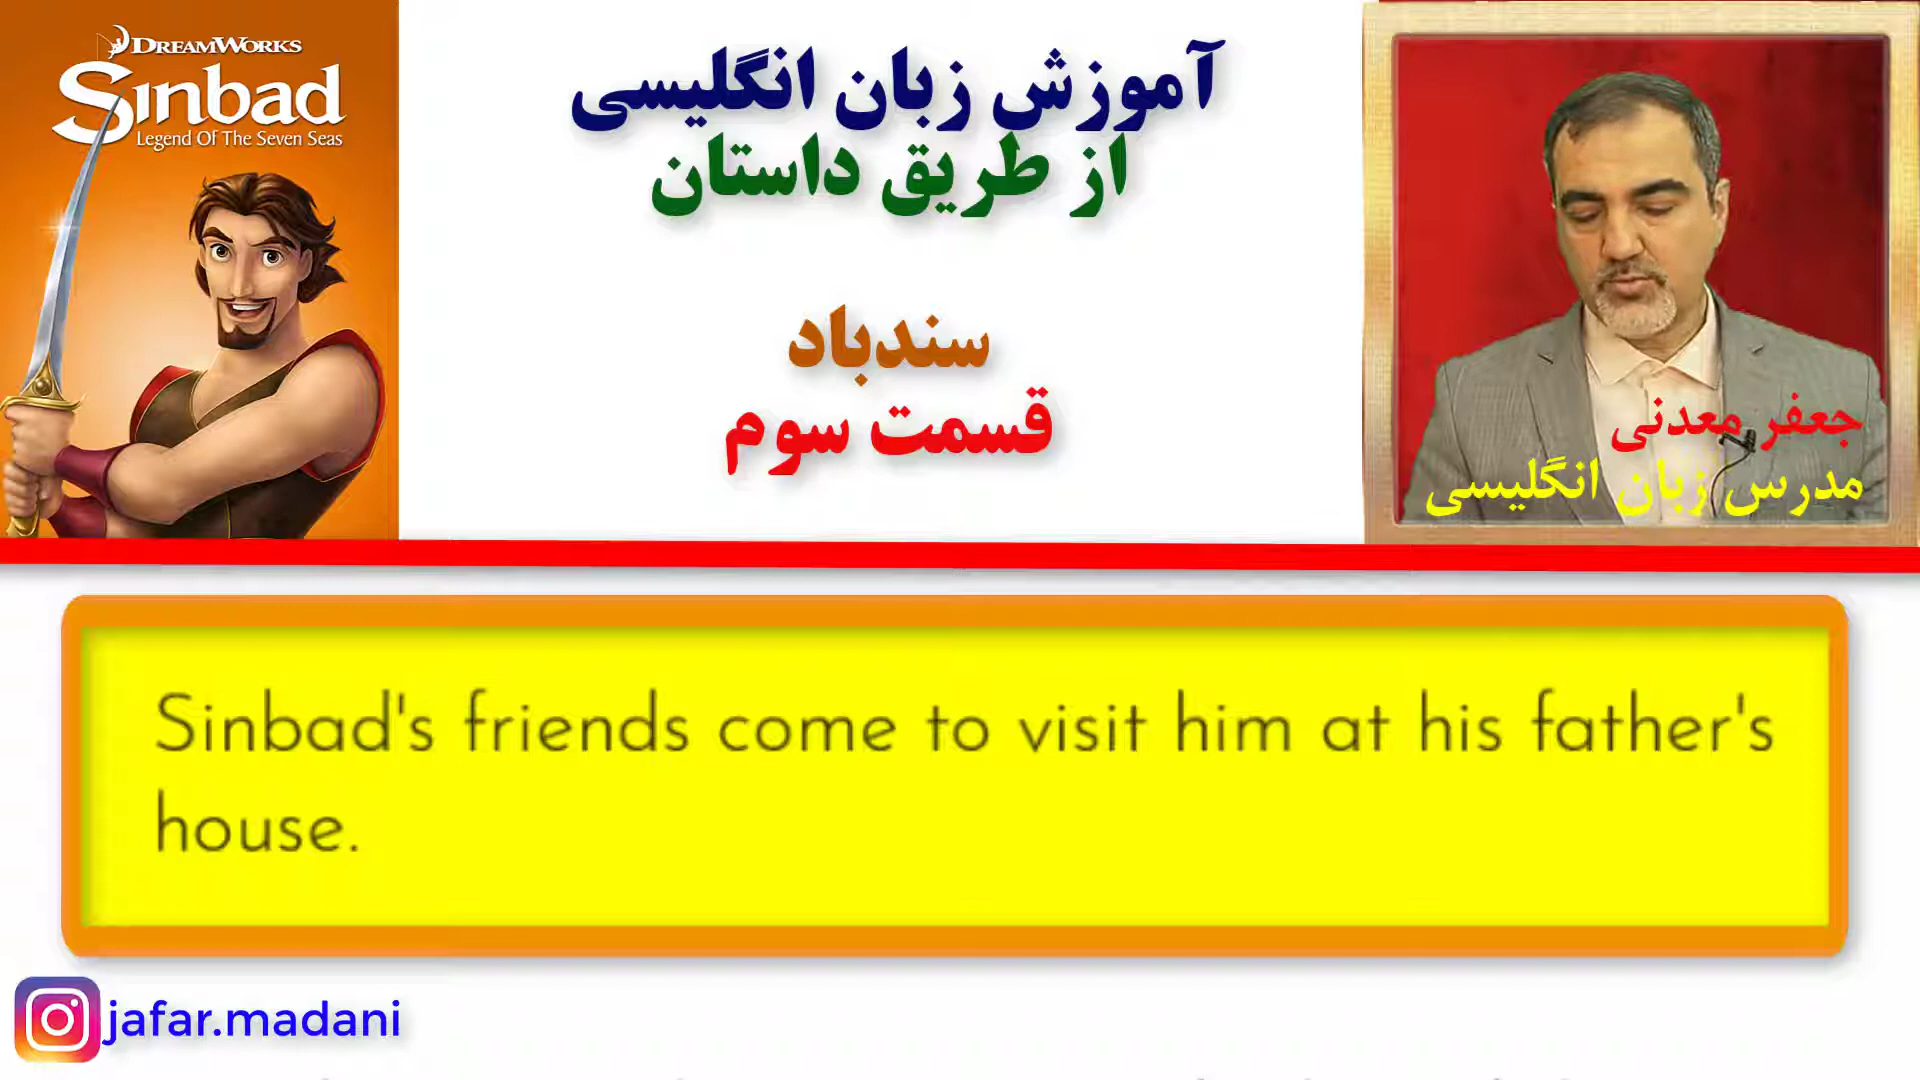 DREAMWORKS
Sinbad
Legend Of The Seven Seas
آموزش زبان انگلیسی
از طریق داستان
سندباد
قسمت سوم
جعفر معدنی
مدرس زبان انگلیسی
Sinbad's friends come to visit him at his father's
house.
jafar.madani